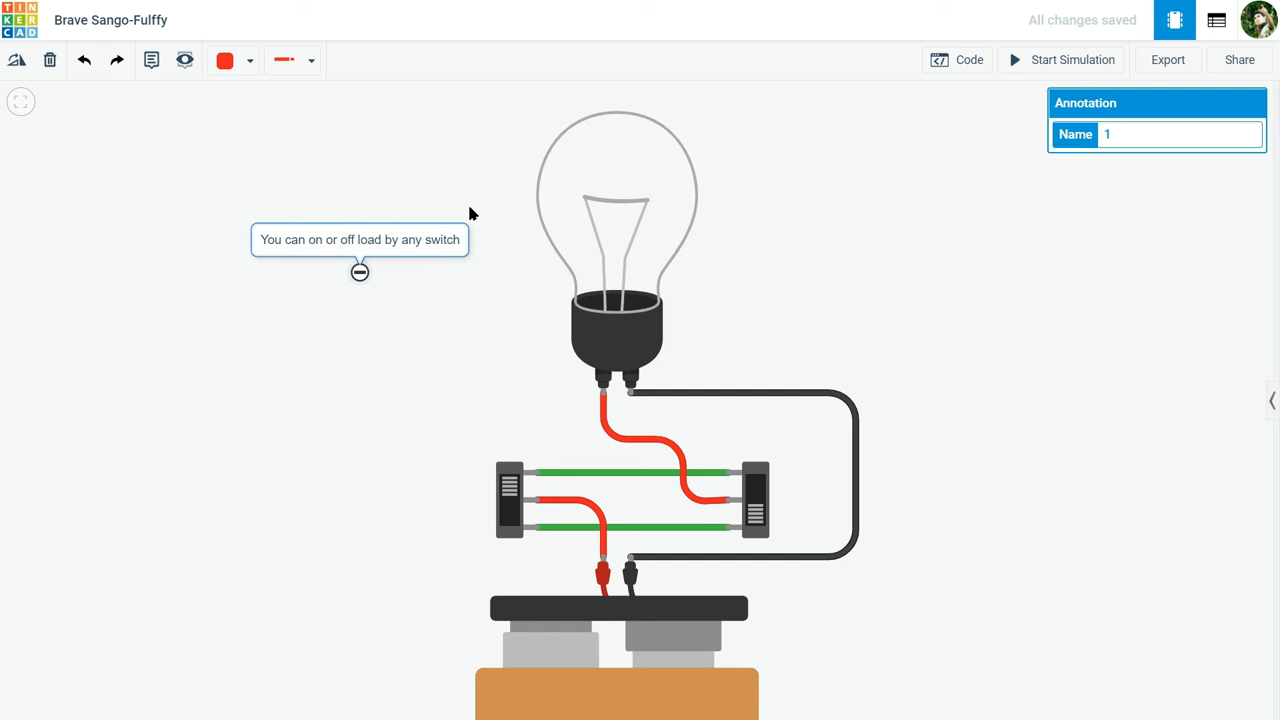 TIN
KER
CAD
Brave Sango-Fulffy
All changes saved
Code
Start Simulation
Export
Share
Annotation
Name 1
You can on or off load by any switch